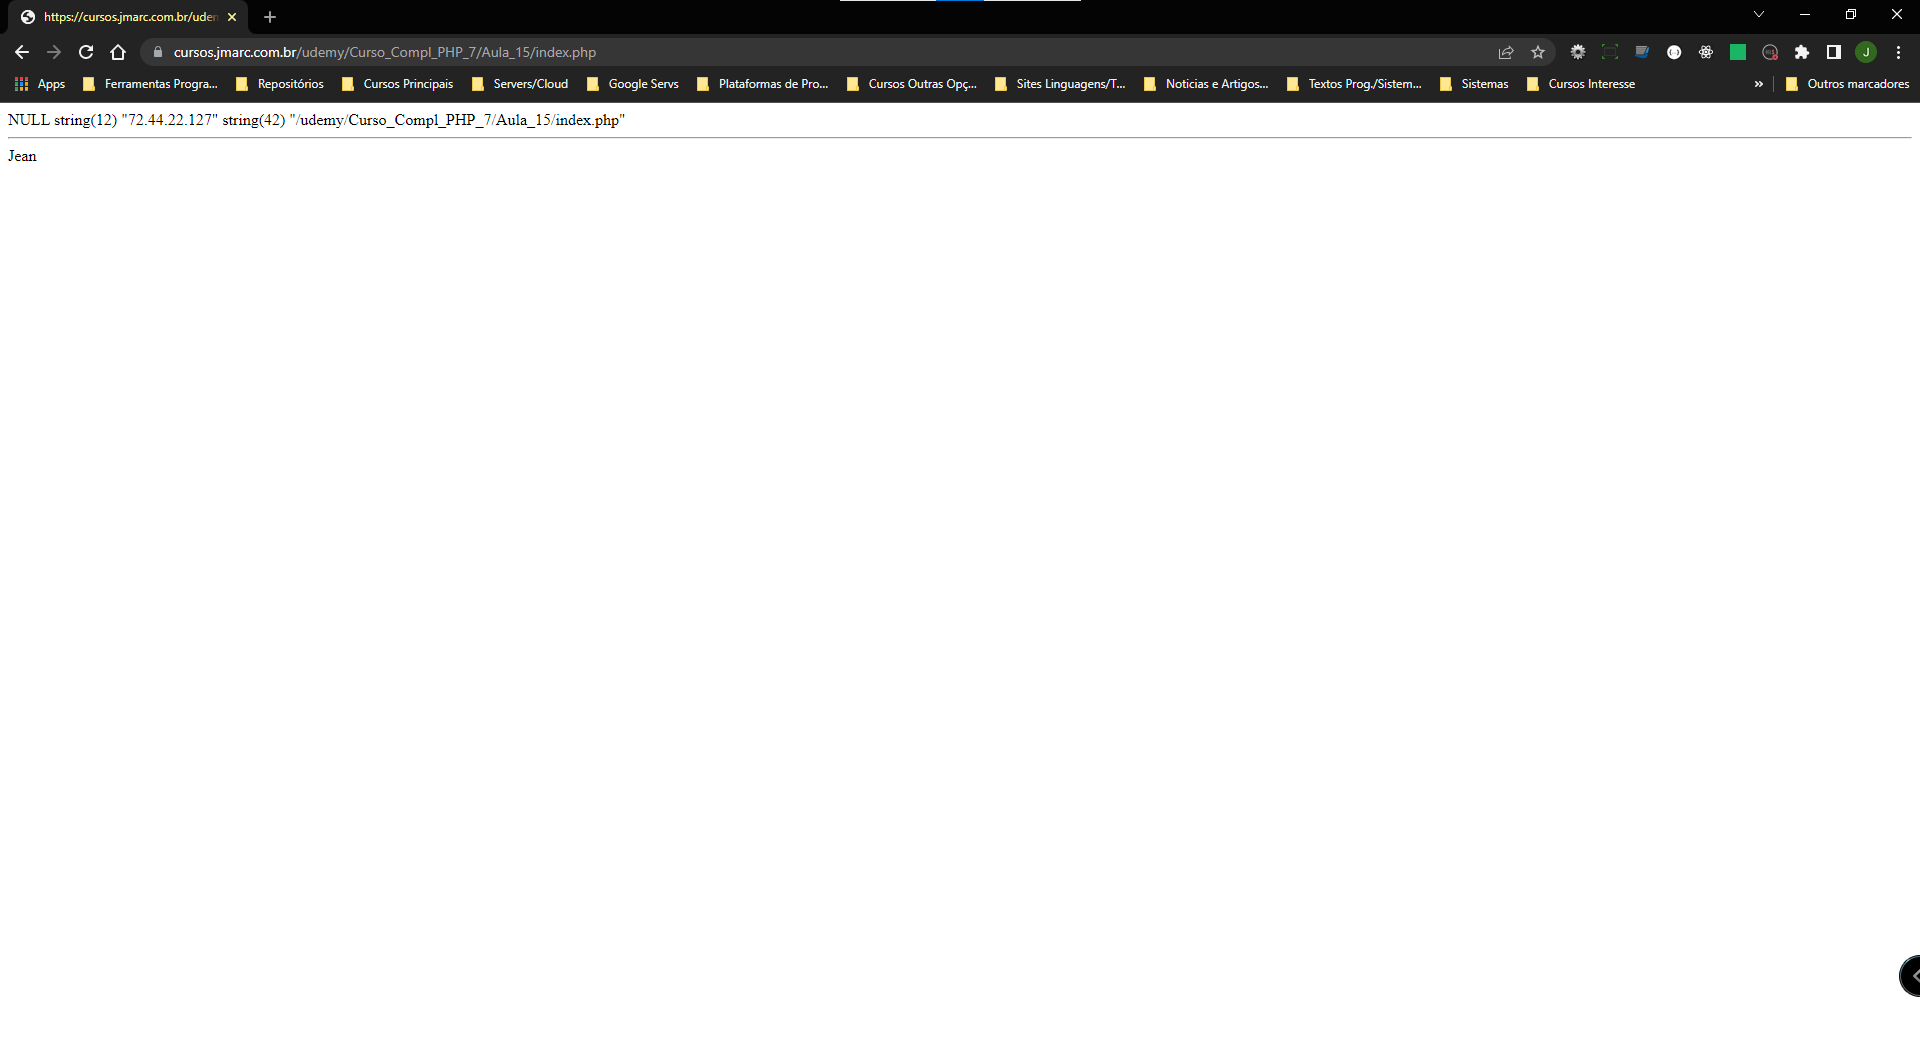 https://cursos.jmarc.com.br/uder
cursos.jmarc.com.br/udemy/Curso_Compl_PHP_7/Aula_15/index.php
J
Apps Ferramentas Progra... Repositórios Cursos Principais Servers/Cloud Google Servs Plataformas de Pro... Cursos Outras Opç... Sites Linguagens/T... Noticias e Artigos... Textos Prog./Sistem... Sistemas Cursos Interesse » Outros marcadores
NULL string(12) "72.44.22.127" string(42) "/udemy/Curso_Compl_PHP_7/Aula_15/index.php"
Jean